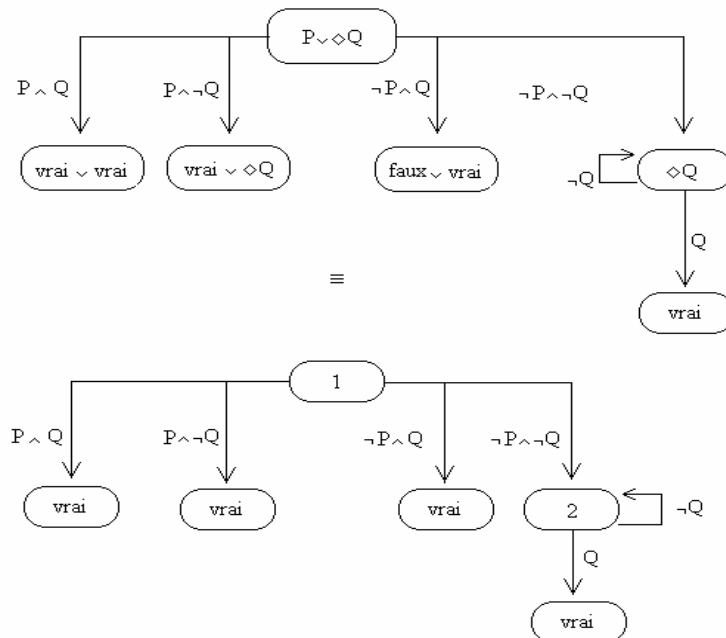 P ∨ ◇Q
P ∧ Q
P ∧ ¬Q
¬P ∧ Q
¬P ∧ ¬Q
vrai ∨ vrai
vrai ∨ ◇Q
faux ∨ vrai
¬Q
◇Q
Q
≡
vrai
1
P ∧ Q
P ∧ ¬Q
¬P ∧ Q
¬P ∧ ¬Q
vrai
vrai
vrai
2
¬Q
Q
vrai